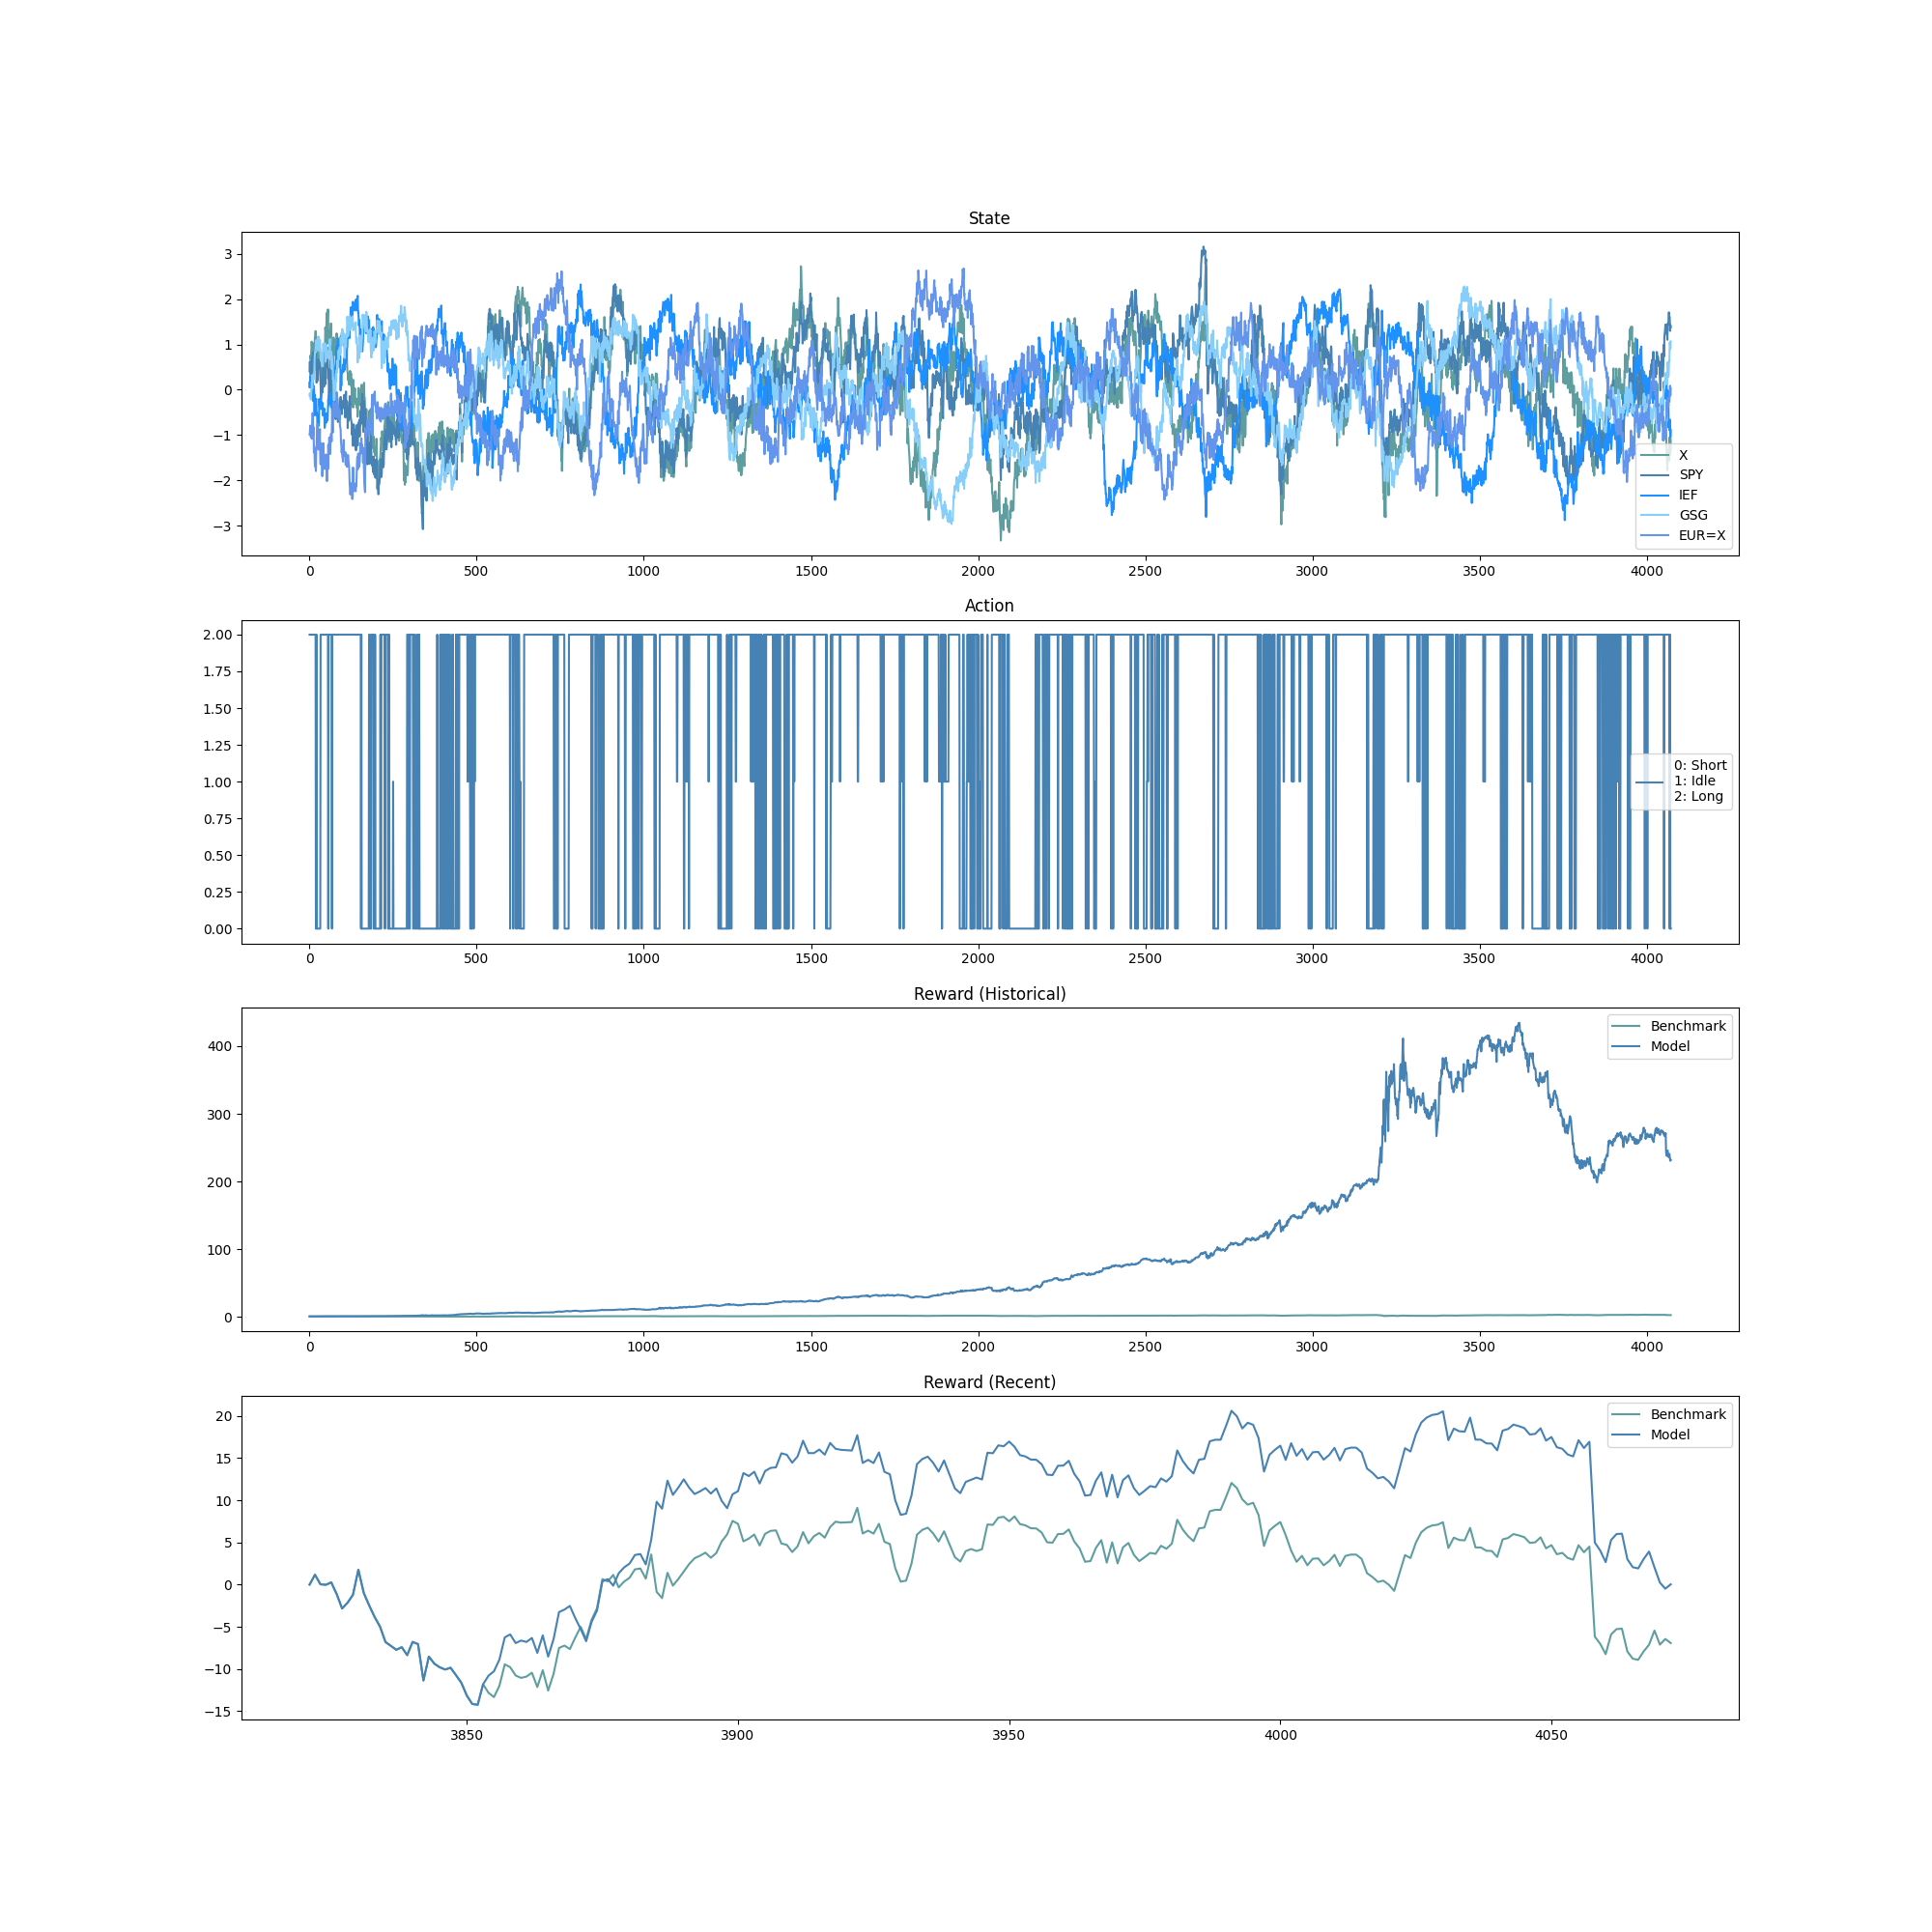 State
3
2
1
0
−1
−2
−3
X
SPY
IEF
GSG
EUR=X
0 500 1000 1500 2000 2500 3000 3500 4000
Action
2.00
1.75
1.50
1.25
1.00
0.75
0.50
0.25
0.00
0: Short
1: Idle
2: Long
0 500 1000 1500 2000 2500 3000 3500 4000
Reward (Historical)
400
300
200
100
0
Benchmark
Model
0 500 1000 1500 2000 2500 3000 3500 4000
Reward (Recent)
20
15
10
5
0
−5
−10
−15
Benchmark
Model
3850 3900 3950 4000 4050